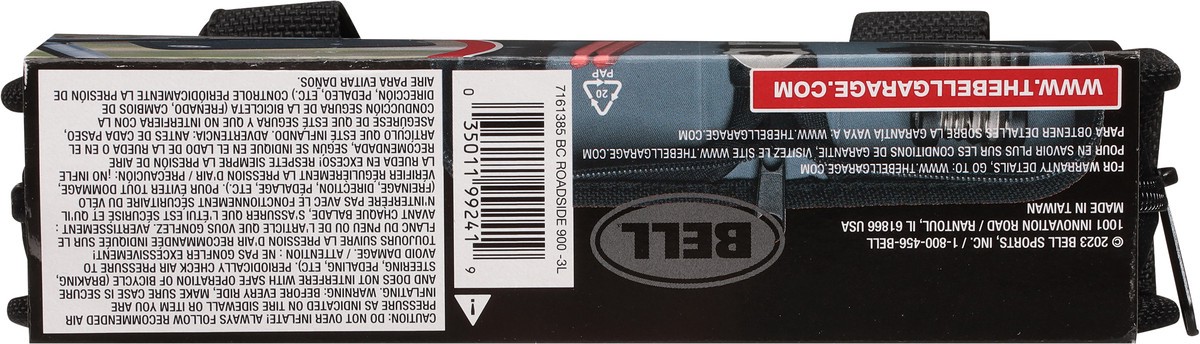 CAUTION: DO NOT OVER INFLATE! ALWAYS FOLLOW RECOMMENDED AIR
PRESSURE AS INDICATED ON TIRE SIDEWALL OR ITEM YOU ARE
INFLATING. WARNING: BEFORE EVERY RIDE, MAKE SURE CASE IS SECURE
AND DOES NOT INTERFERE WITH SAFE OPERATION OF BICYCLE (BRAKING,
STEERING, PEDALING, ETC). PERIODICALLY CHECK AIR PRESSURE TO
AVOID DAMAGE. / ATTENTION : NE PAS GONFLER EXCESSIVEMENT!
TOUJOURS SUIVRE LA PRESSION D'AIR RECOMMANDÉE INDIQUÉE SUR LE
FLANC DU PNEU OU DE L'ARTICLE QUE VOUS GONFLEZ. AVERTISSEMENT :
AVANT CHAQUE BALADE, S'ASSURER QUE L'ÉTUI EST SÉCURISÉ ET QU'IL
N'INTERFÈRE PAS AVEC LE FONCTIONNEMENT SÉCURITAIRE DU VÉLO
(FREINAGE, DIRECTION, PÉDALAGE, ETC). POUR ÉVITER TOUT DOMMAGE,
VÉRIFIER RÉGULIÈREMENT LA PRESSION D'AIR / PRECAUCIÓN: ¡NO INFLE
LA RUEDA EN EXCESO! RESPETE SIEMPRE LA PRESIÓN DE AIRE
RECOMENDADA, SEGÚN SE INDIQUE EN EL LADO DE LA RUEDA O EN EL
ARTÍCULO QUE ESTÉ INFLANDO. ADVERTENCIA: ANTES DE CADA PASEO,
ASEGÚRESE DE QUE ESTÉ SEGURA Y QUE NO INTERFIERA CON LA
CONDUCCIÓN SEGURA DE LA BICICLETA (FRENADO, CAMBIOS DE
DIRECCIÓN, PEDALEO, ETC.) CONTROLE PERIÓDICAMENTE LA PRESIÓN DE
AIRE PARA EVITAR DAÑOS.
0 35011 99241 9
7161385 BC ROADSIDE 900 -3L
20
PAP
BELL
© 2023 BELL SPORTS, INC. / 1-800-456-BELL
1001 INNOVATION ROAD / RANTOUL, IL 61866 USA
MADE IN TAIWAN
FOR WARRANTY DETAILS, GO TO: WWW.THEBELLGARAGE.COM
POUR EN SAVOIR PLUS SUR LES CONDITIONS DE GARANTIE, VISITEZ LE SITE WWW.THEBELLGARAGE.COM
PARA OBTENER DETALLES SOBRE LA GARANTÍA VAYA A: WWW.THEBELLGARAGE.COM
WWW.THEBELLGARAGE.COM